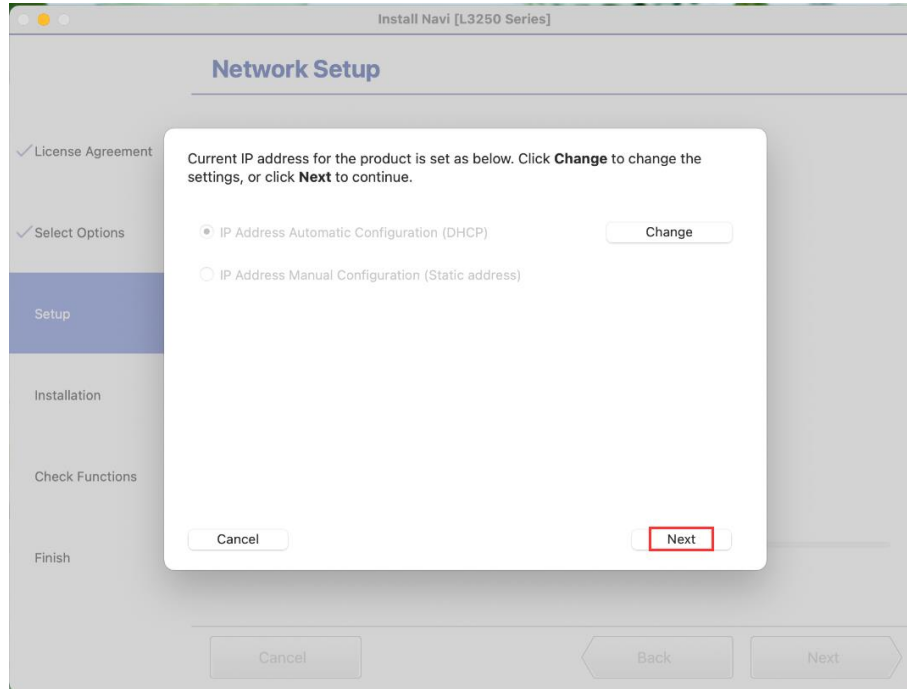 Install Navi [L3250 Series]
Network Setup
License Agreement
Select Options
Setup
Installation
Check Functions
Finish
Current IP address for the product is set as below. Click Change to change the
settings, or click Next to continue.
IP Address Automatic Configuration (DHCP)
Change
IP Address Manual Configuration (Static address)
Cancel
Next
Cancel
Back
Next